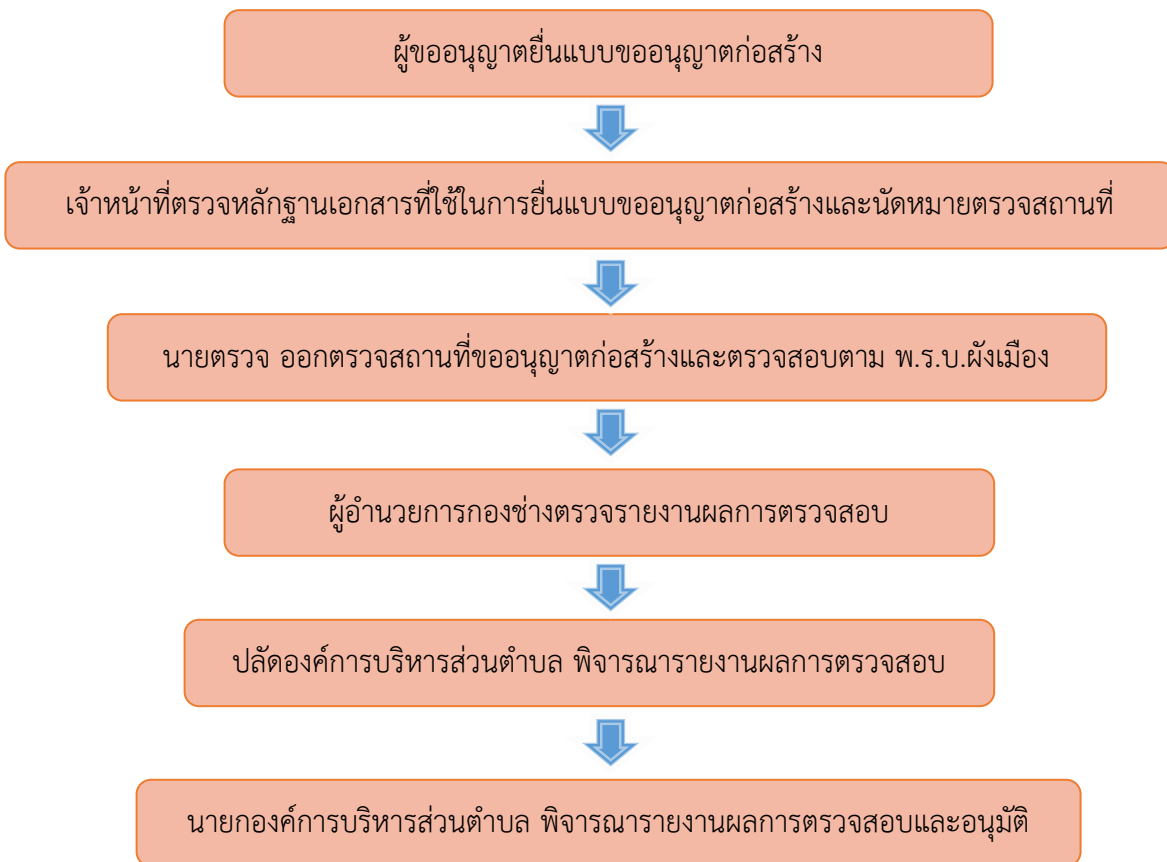 ผู้ขออนุญาตยื่นแบบขออนุญาตก่อสร้าง
เจ้าหน้าที่ตรวจหลักฐานเอกสารที่ใช้ในการยื่นแบบขออนุญาตก่อสร้างและนัดหมายตรวจสถานที่
นายตรวจ ออกตรวจสถานที่ขออนุญาตก่อสร้างและตรวจสอบตาม พ.ร.บ.ผังเมือง
ผู้อำนวยการกองช่างตรวจรายงานผลการตรวจสอบ
ปลัดองค์การบริหารส่วนตำบล พิจารณารายงานผลการตรวจสอบ
นายกองค์การบริหารส่วนตำบล พิจารณารายงานผลการตรวจสอบและอนุมัติ